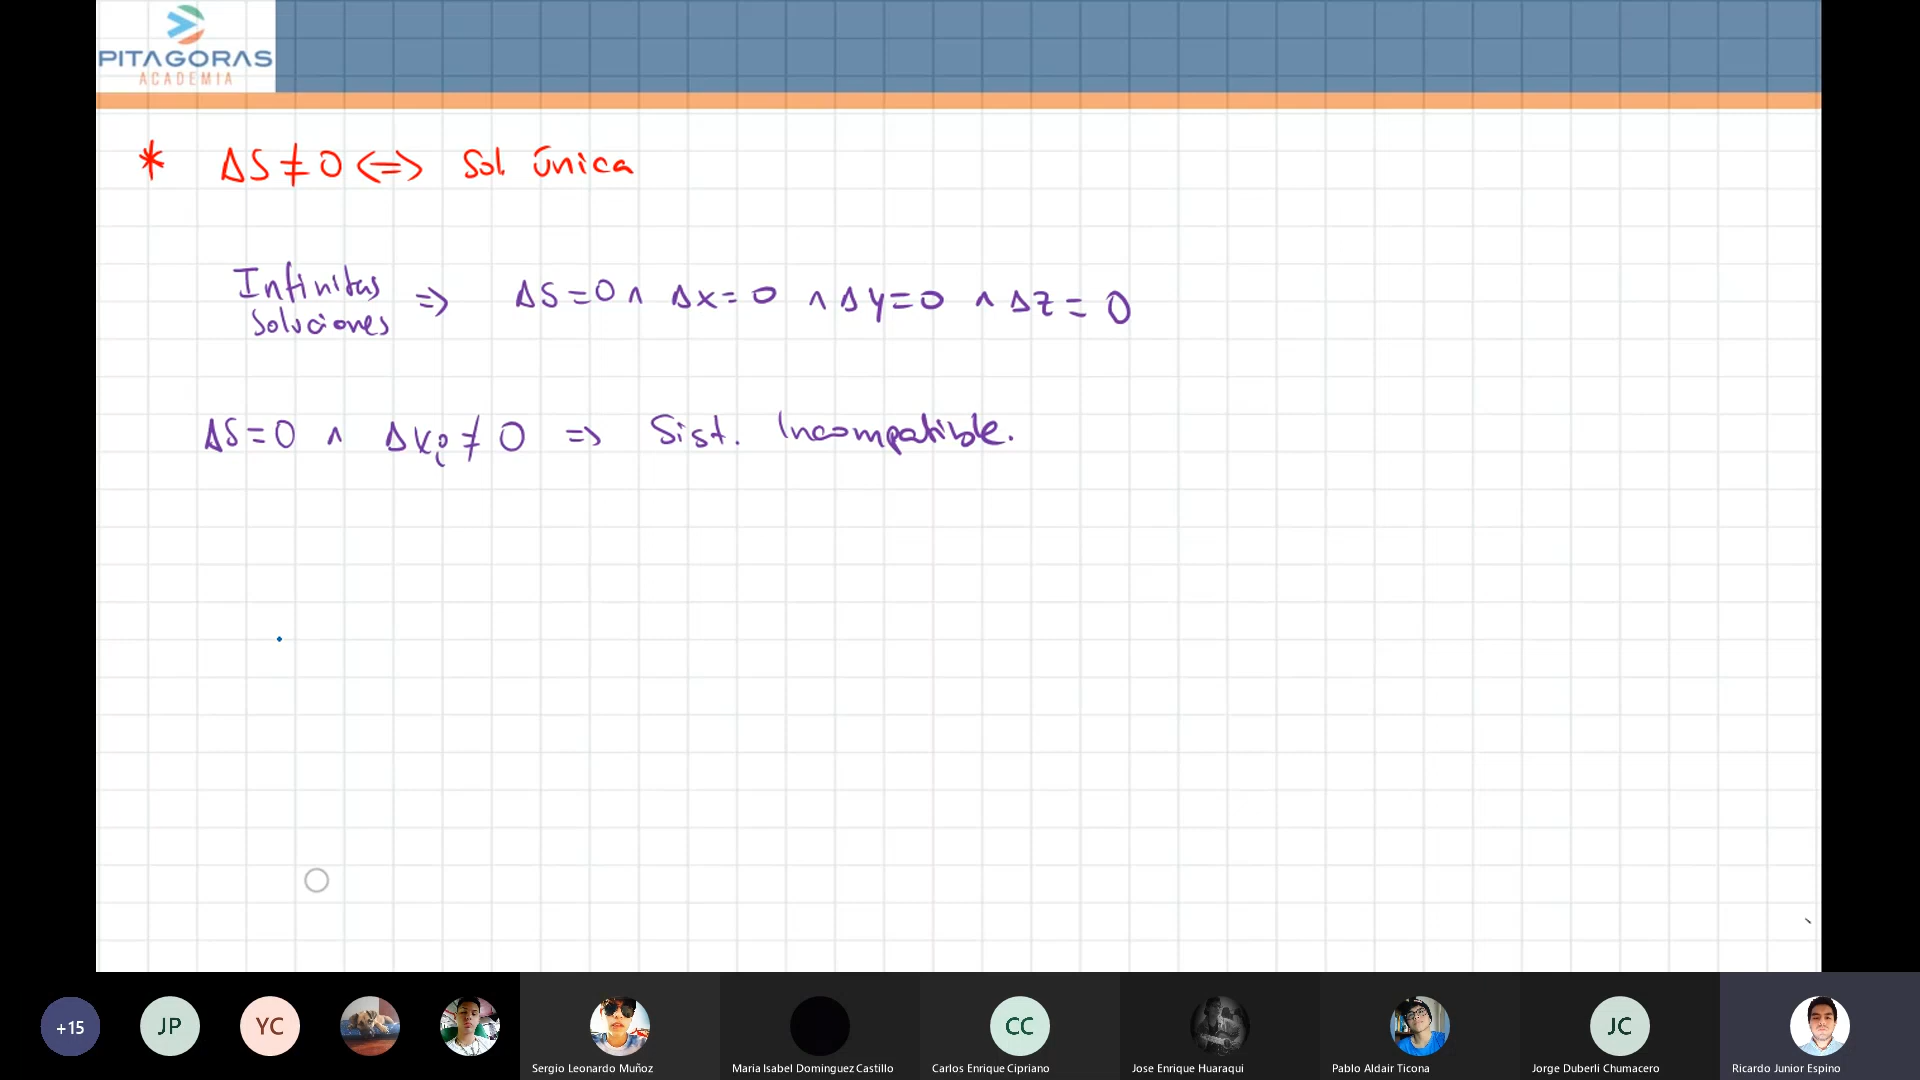 PITAGORAS
ACADEMIA
* ΔS ≠ 0 <=> Sol. única
Infinitas
Soluciones => ΔS = 0 ∧ Δx = 0 ∧ Δy = 0 ∧ Δz = 0
ΔS = 0 ∧ Δxi ≠ 0 => Sist. Incompatible.
+15
JP
YC
CC
JC
Sergio Leonardo Muñoz
Maria Isabel Dominguez Castillo
Carlos Enrique Cipriano
Jose Enrique Huaraqui
Pablo Aldair Ticona
Jorge Duberli Chumacero
Ricardo Junior Espino